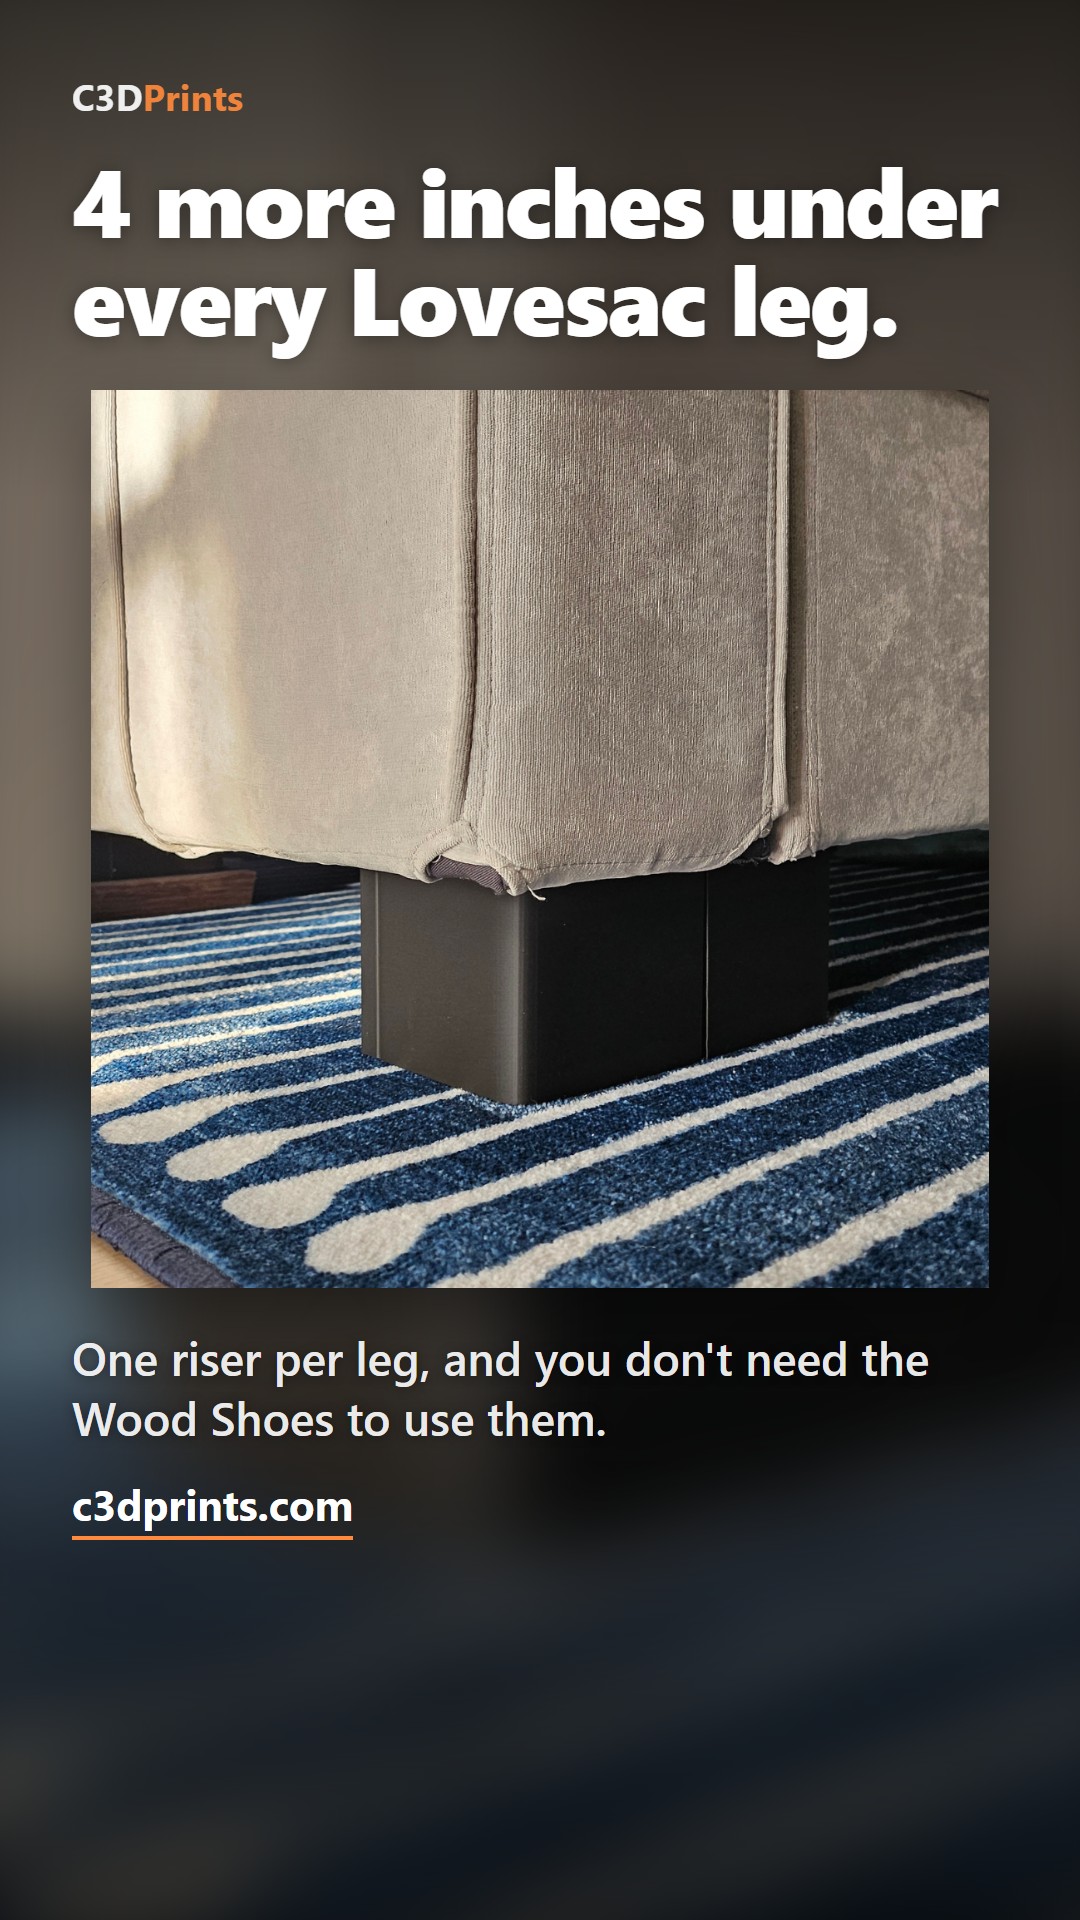 C3DPrints
4 more inches under
every Lovesac leg.
One riser per leg, and you don't need the
Wood Shoes to use them.
c3dprints.com